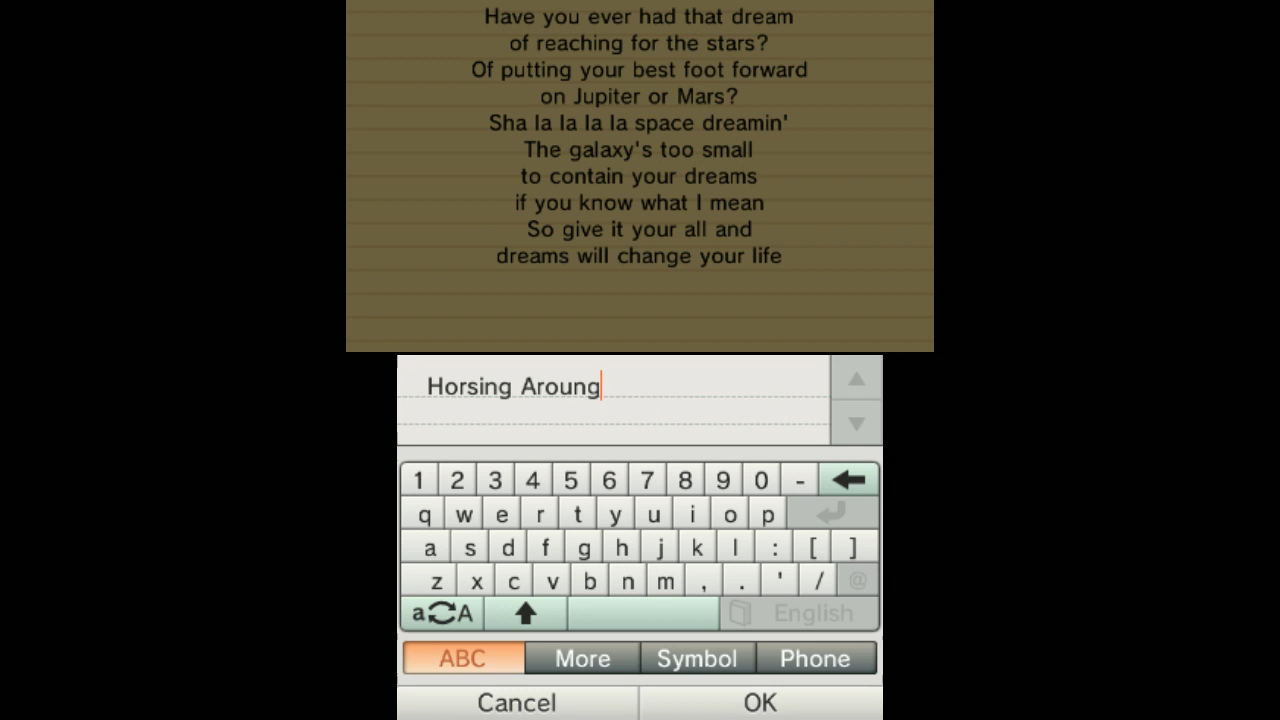 Have you ever had that dream
of reaching for the stars?
Of putting your best foot forward
on Jupiter or Mars?
Sha la la la la space dreamin'
The galaxy's too small
to contain your dreams
if you know what I mean
So give it your all and
dreams will change your life
Horsing Aroung
1 2 3 4 5 6 7 8 9 0 -
q w e r t y u i o p
a s d f g h j k l : [ ]
z x c v b n m , . ' / @
a A English
ABC More Symbol Phone
Cancel OK